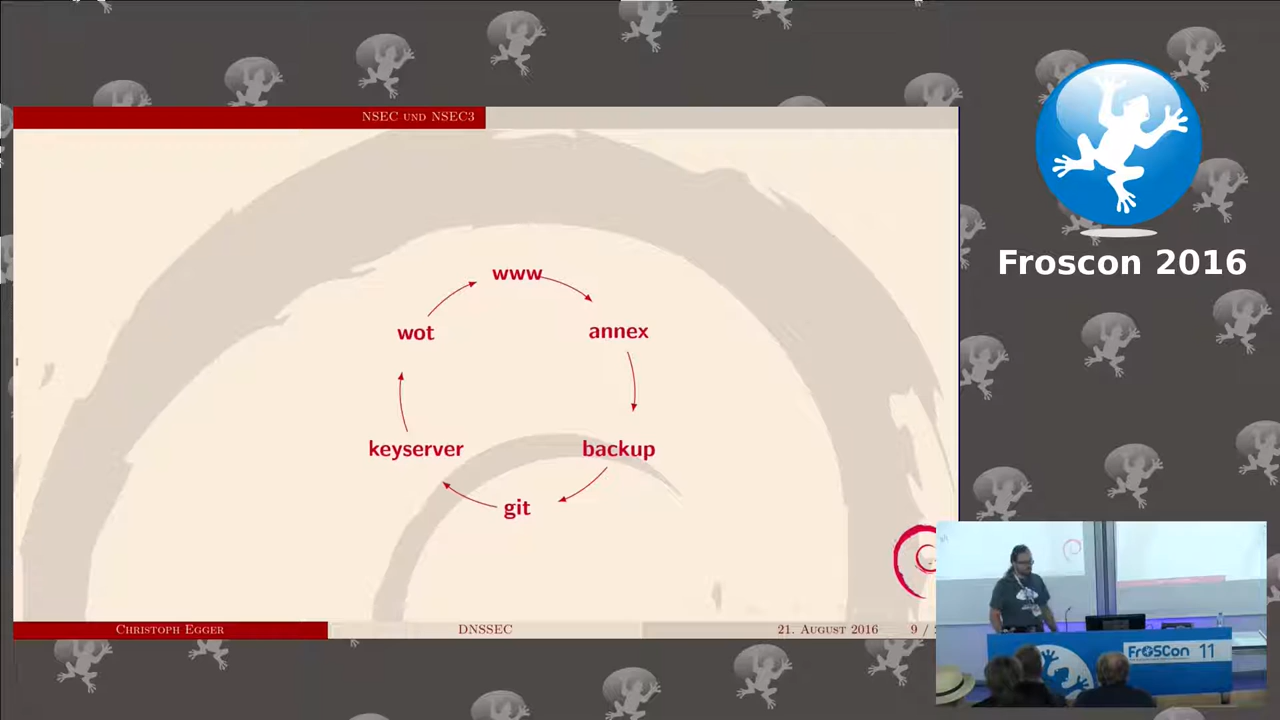 NSEC und NSEC3
www
wot
annex
keyserver
backup
git
Christoph Egger
DNSSEC
21. August 2016
9 /
Froscon 2016
FrOSCon 11